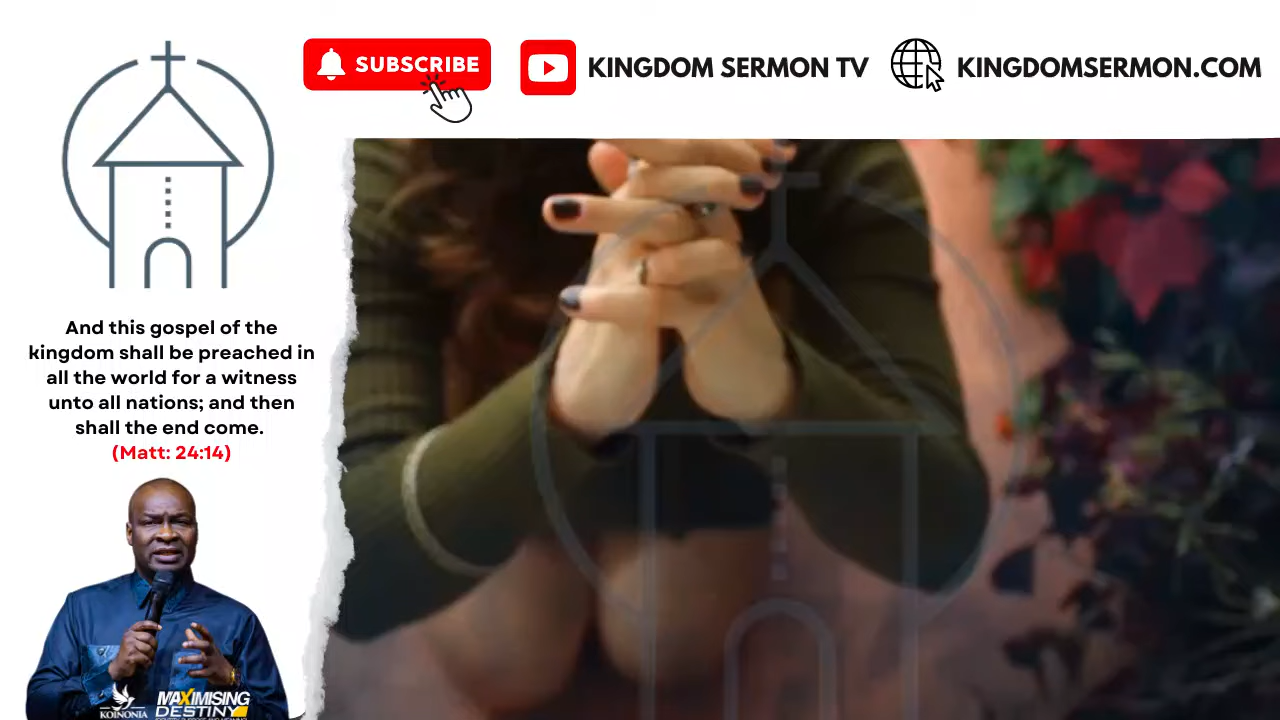 SUBSCRIBE
KINGDOM SERMON TV
KINGDOMSERMON.COM
And this gospel of the
kingdom shall be preached in
all the world for a witness
unto all nations; and then
shall the end come.
(Matt: 24:14)
KOINONIA
MAXIMISING
DESTINY